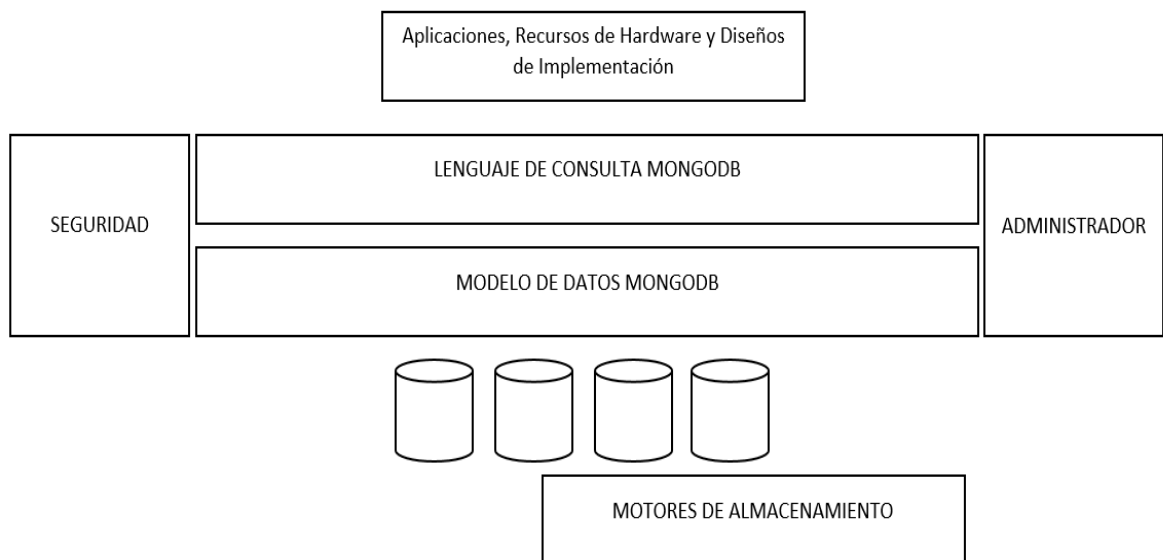 Aplicaciones, Recursos de Hardware y Diseños
de Implementación
SEGURIDAD
LENGUAJE DE CONSULTA MONGODB
MODELO DE DATOS MONGODB
ADMINISTRADOR
MOTORES DE ALMACENAMIENTO